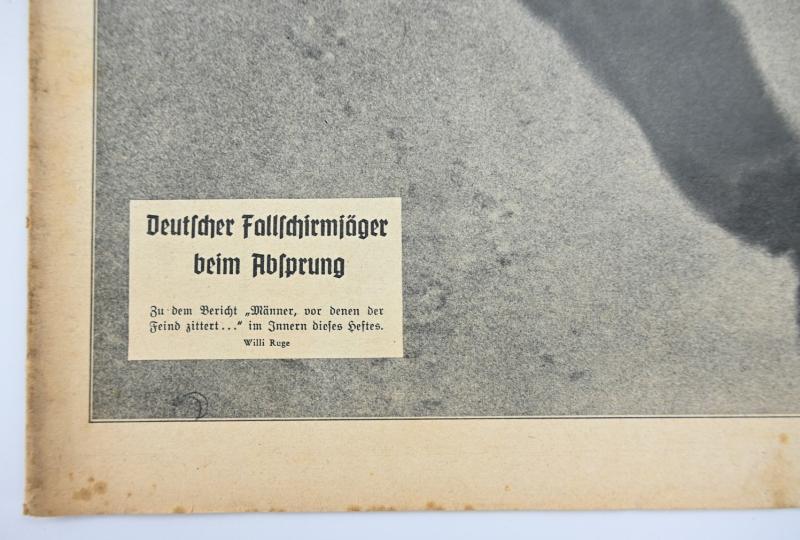 Deutſcher Fallſchirmjäger
beim Abſprung
Zu dem Bericht „Männer, vor denen der
Feind zittert..." im Innern dieſes Heftes.
Willi Ruge